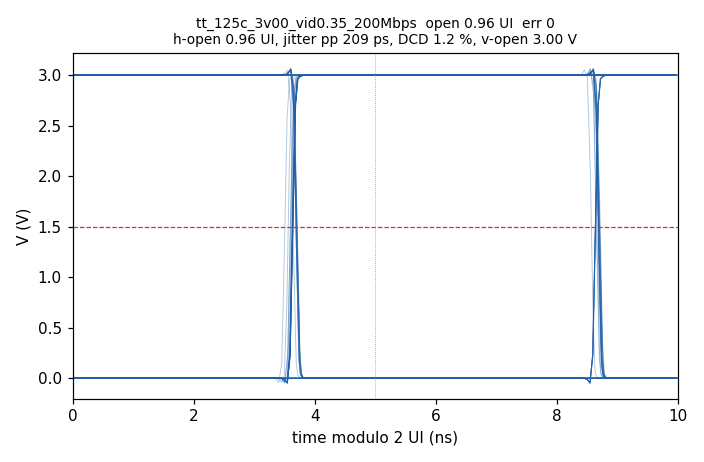 tt_125c_3v00_vid0.35_200Mbps  open 0.96 UI  err 0
h-open 0.96 UI, jitter pp 209 ps, DCD 1.2 %, v-open 3.00 V
3.0
2.5
2.0
1.5
1.0
0.5
0.0
V (V)
0 2 4 6 8 10
time modulo 2 UI (ns)